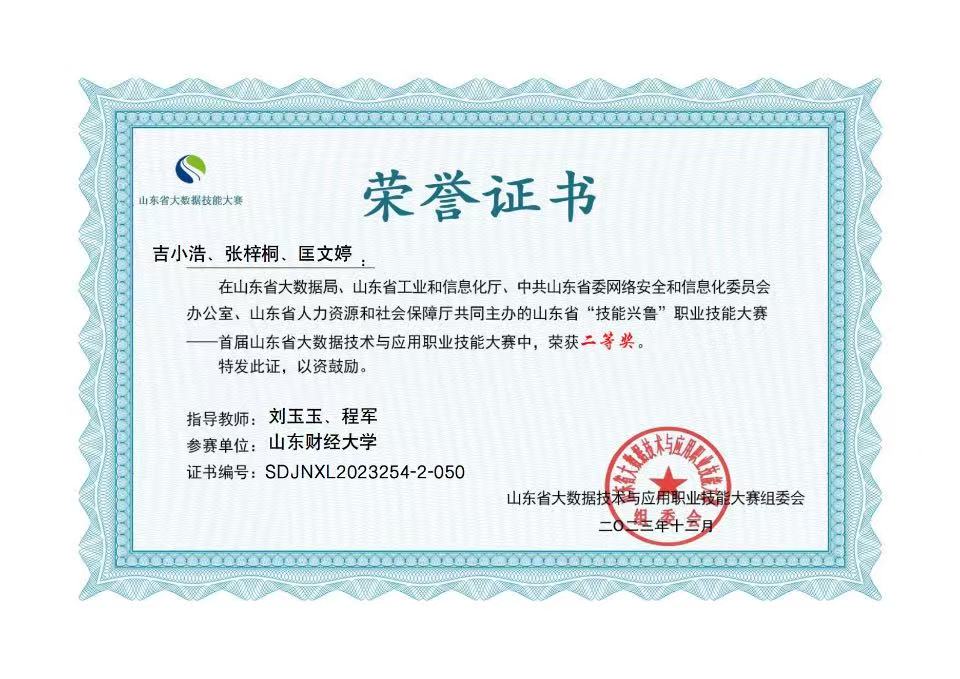 山东省大数据技能大赛
荣誉证书
吉小浩、张梓桐、匡文婷：
在山东省大数据局、山东省工业和信息化厅、中共山东省委网络安全和信息化委员会
办公室、山东省人力资源和社会保障厅共同主办的山东省“技能兴鲁”职业技能大赛
——首届山东省大数据技术与应用职业技能大赛中，荣获二等奖。
特发此证，以资鼓励。
指导教师：刘玉玉、程军
参赛单位：山东财经大学
证书编号：SDJNXL2023254-2-050
山东省大数据技术与应用职业技能大赛
组委会
山东省大数据技术与应用职业技能大赛组委会
二〇二三年十二月